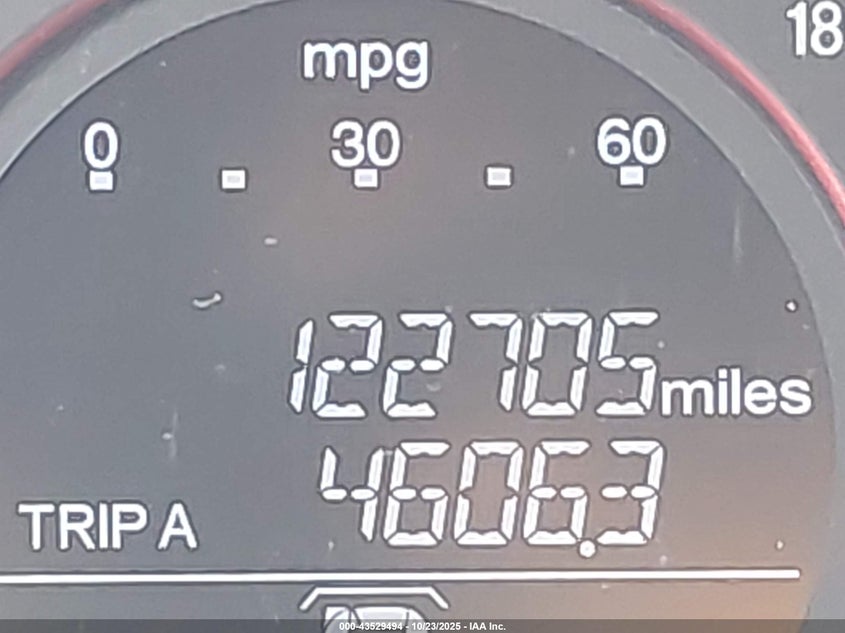 18
mpg
0 30 60
122705 miles
TRIP A 4606.3
000-43529494 - 10/23/2025 - IAA Inc.